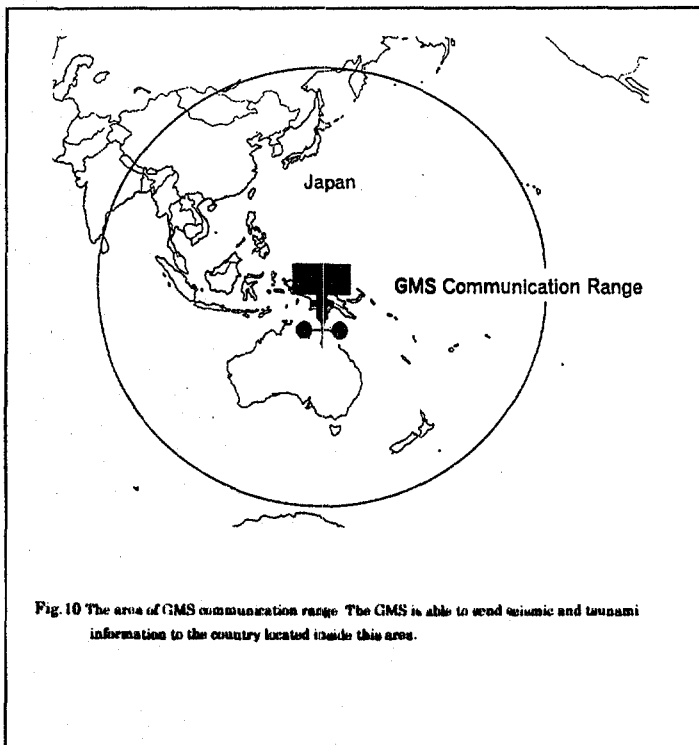 Japan
GMS Communication Range
Fig. 10 The area of GMS communication range The GMS is able to send seismic and tsunami
information to the country located inside this area.